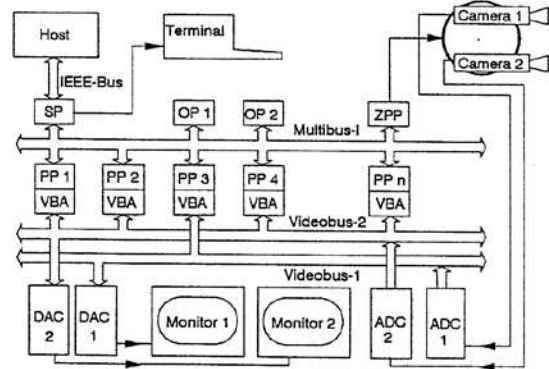 Host
Terminal
Camera 1
Camera 2
IEEE-Bus
SP
OP 1
OP 2
ZPP
Multibus-I
PP 1
PP 2
PP 3
PP 4
PP n
VBA
VBA
VBA
VBA
VBA
Videobus-2
Videobus-1
DAC 2
DAC 1
Monitor 1
Monitor 2
ADC 2
ADC 1